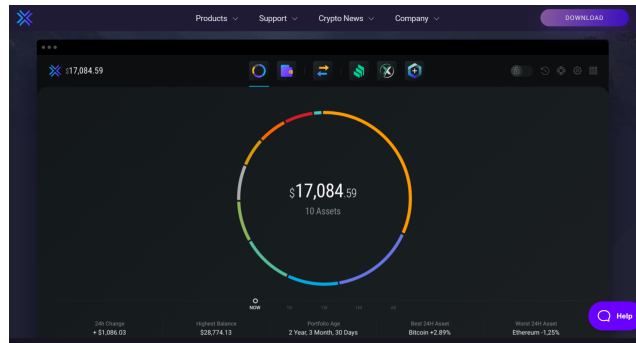 Products Support Crypto News Company DOWNLOAD
$17,084.59
$17,084.59
10 Assets
NOW
24h Change Highest Balance Portfolio Age Best 24H Asset Worst 24H Asset
+ $1,086.03 $28,774.13 2 Year, 3 Month, 30 Days Bitcoin +2.89% Ethereum -1,25%
Help